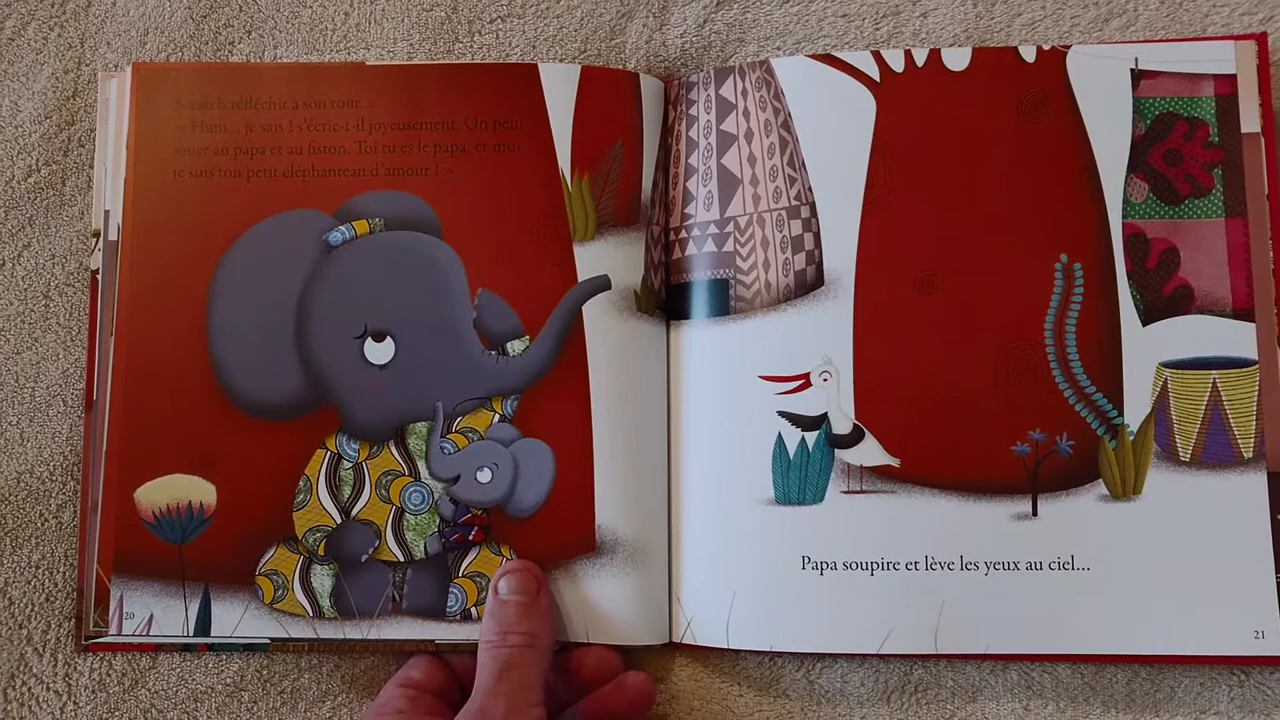 réfléchit à son tour...
« Hum... je sais ! s'écrie-t-il joyeusement. On peut
jouer au papa et au fiston. Toi tu es le papa, et moi
je suis ton petit éléphanteau d'amour ! »
20
Papa soupire et lève les yeux au ciel...
21